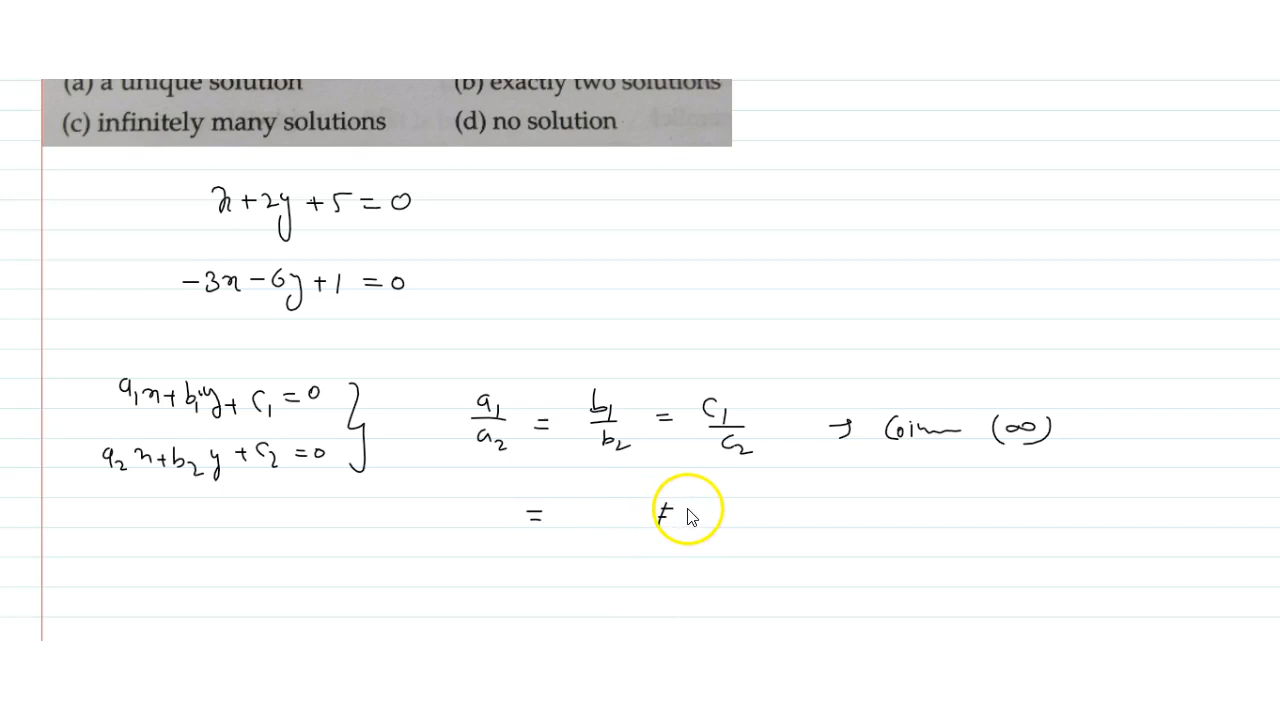 (a) a unique solution (b) exactly two solutions
(c) infinitely many solutions (d) no solution
x + 2y + 5 = 0
-3x - 6y + 1 = 0
a₁x + b₁y + c₁ = 0
a₂x + b₂y + c₂ = 0
a₁/a₂ = b₁/b₂ = c₁/c₂ → (∞)
= ≠